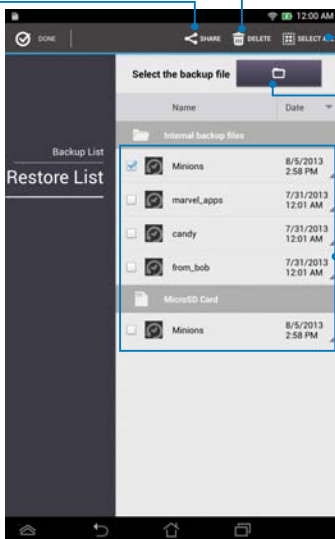 12:00 AM
DONE SHARE DELETE SELECT
Select the backup file
Name Date
Internal backup files
Backup List
Restore List
Minions 8/5/2013
2:58 PM
marvel_apps 7/31/2013
12:01 AM
candy 7/31/2013
12:01 AM
from_bob 7/31/2013
12:01 AM
MicroSD Card
Minions 8/5/2013
2:58 PM